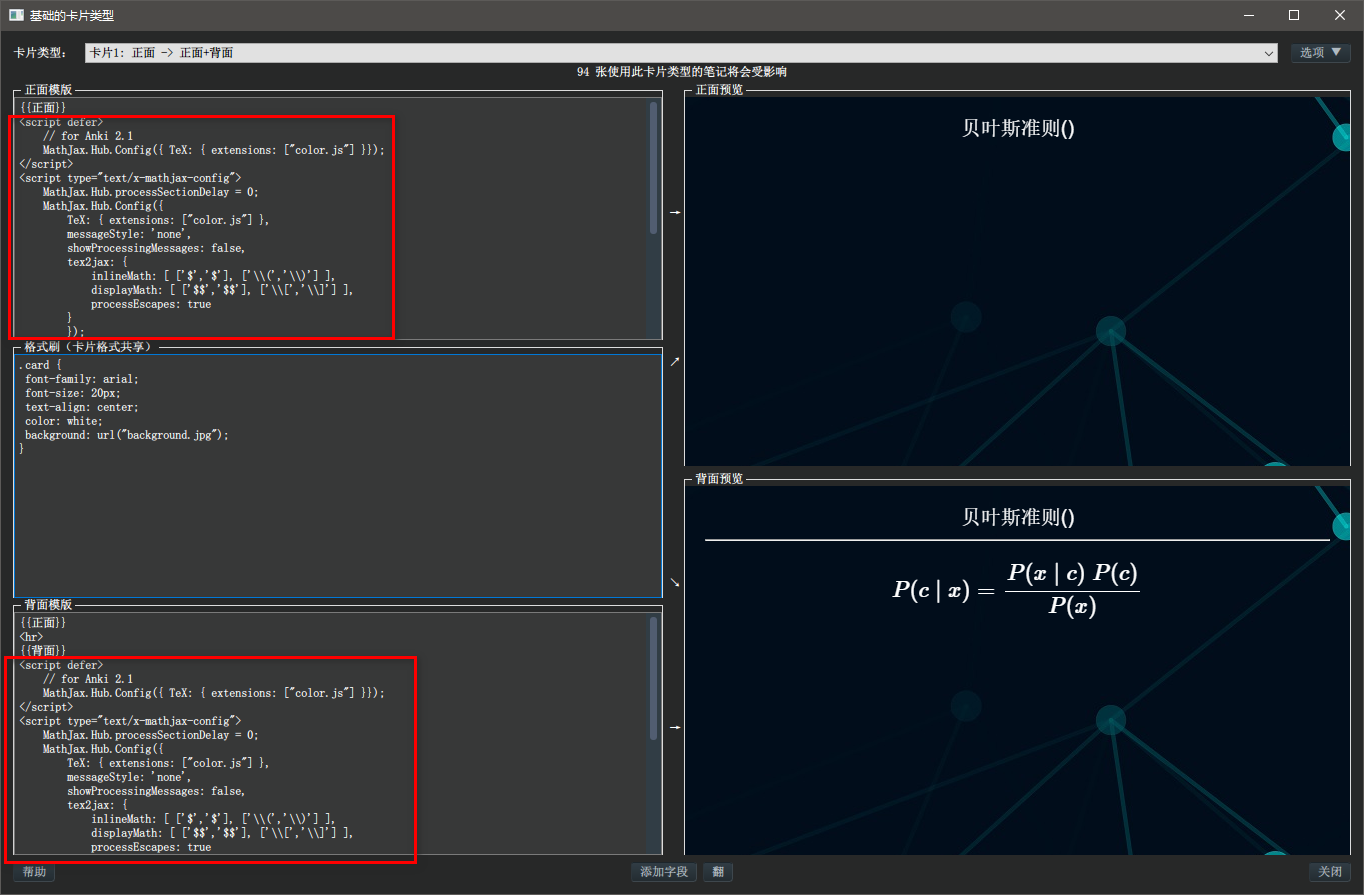 基础的卡片类型
卡片类型：
卡片1: 正面 -> 正面+背面
选项 ▼
94 张使用此卡片类型的笔记将会受影响
正面模版
{{正面}}
<script defer>
// for Anki 2.1
MathJax.Hub.Config({ TeX: { extensions: ["color.js"] }});
</script>
<script type="text/x-mathjax-config">
MathJax.Hub.processSectionDelay = 0;
MathJax.Hub.Config({
TeX: { extensions: ["color.js"] },
messageStyle: 'none',
showProcessingMessages: false,
tex2jax: {
inlineMath: [ ['$','$'], ['\\(','\\)'] ],
displayMath: [ ['$$','$$'], ['\\[','\\]'] ],
processEscapes: true
}
});
格式刷（卡片格式共享）
.card {
font-family: arial;
font-size: 20px;
text-align: center;
color: white;
background: url("background.jpg");
}
背面模版
{{正面}}
<hr>
{{背面}}
<script defer>
// for Anki 2.1
MathJax.Hub.Config({ TeX: { extensions: ["color.js"] }});
</script>
<script type="text/x-mathjax-config">
MathJax.Hub.processSectionDelay = 0;
MathJax.Hub.Config({
TeX: { extensions: ["color.js"] },
messageStyle: 'none',
showProcessingMessages: false,
tex2jax: {
inlineMath: [ ['$','$'], ['\\(','\\)'] ],
displayMath: [ ['$$','$$'], ['\\[','\\]'] ],
processEscapes: true
正面预览
贝叶斯准则()
背面预览
贝叶斯准则()
P(c | x) = P(x | c) P(c) / P(x)
帮助
添加字段
翻
关闭